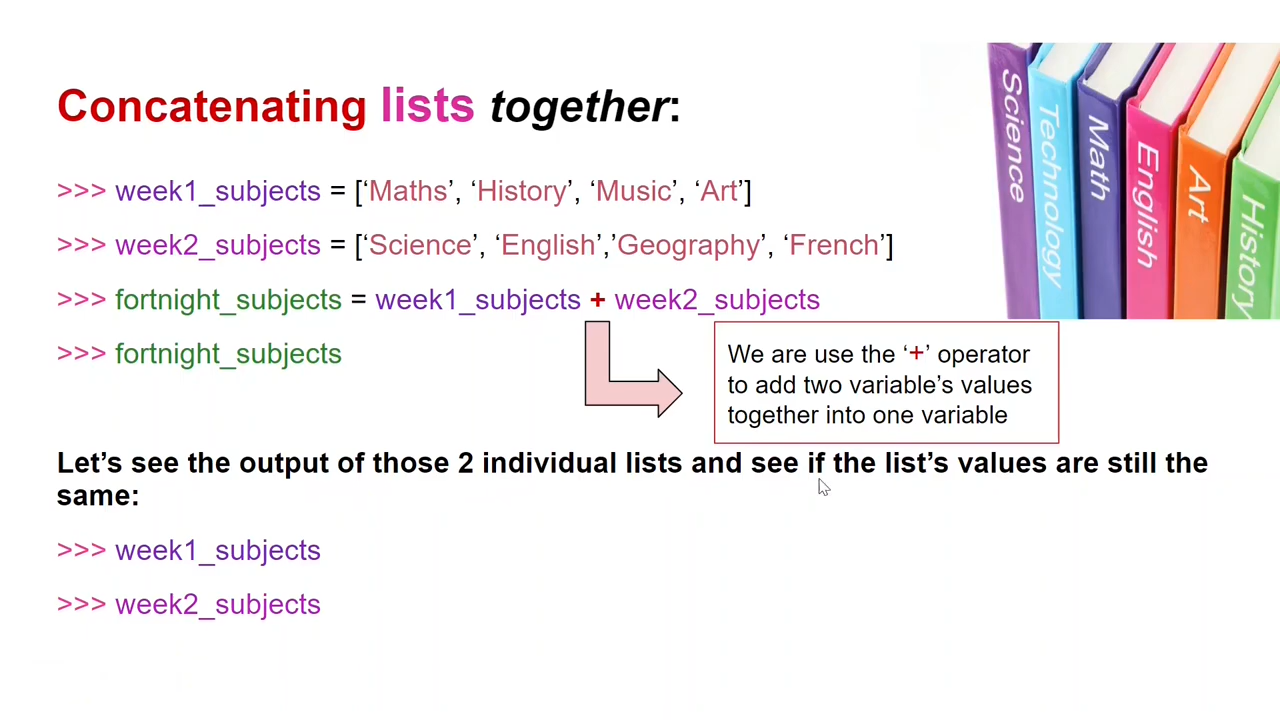 Concatenating lists together:
>>> week1_subjects = [‘Maths’, ‘History’, ‘Music’, ‘Art’]
>>> week2_subjects = [‘Science’, ‘English’,’Geography’, ‘French’]
>>> fortnight_subjects = week1_subjects + week2_subjects
>>> fortnight_subjects
We are use the ‘+’ operator
to add two variable’s values
together into one variable
Let’s see the output of those 2 individual lists and see if the list’s values are still the
same:
>>> week1_subjects
>>> week2_subjects
Science
Technology
Math
English
Art
History